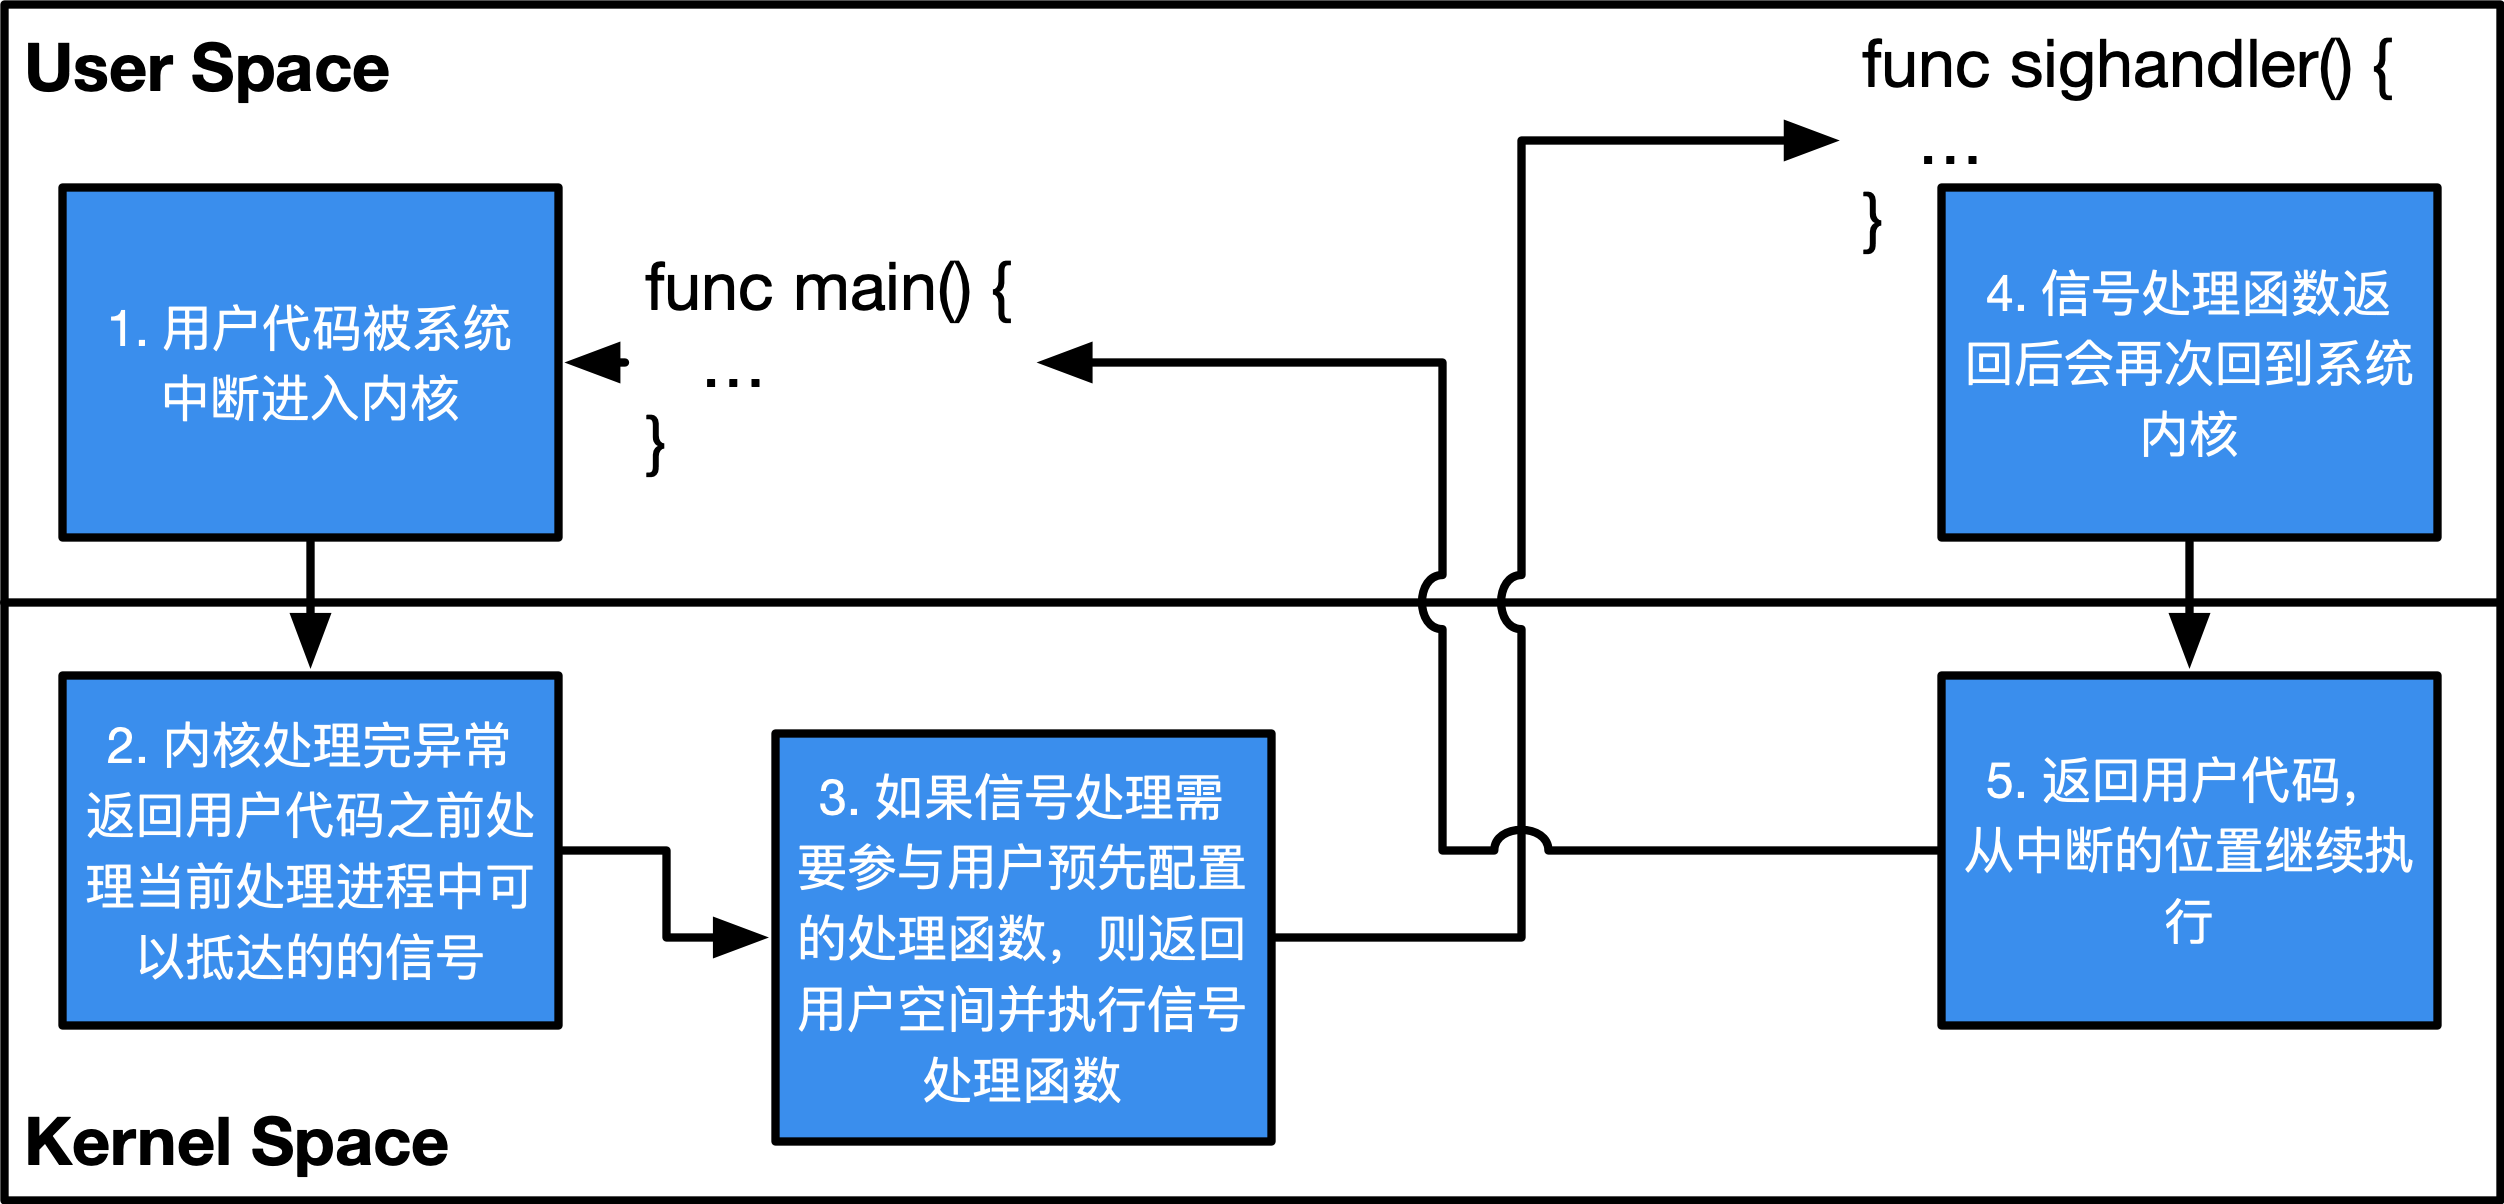 User Space
func sighandler() {
...
}
func main() {
...
}
1. 用户代码被系统
中断进入内核
4. 信号处理函数返
回后会再次回到系统
内核
2. 内核处理完异常
返回用户代码之前处
理当前处理进程中可
以抵达的的信号
3. 如果信号处理需
要参与用户预先配置
的处理函数，则返回
用户空间并执行信号
处理函数
5. 返回用户代码，
从中断的位置继续执
行
Kernel Space